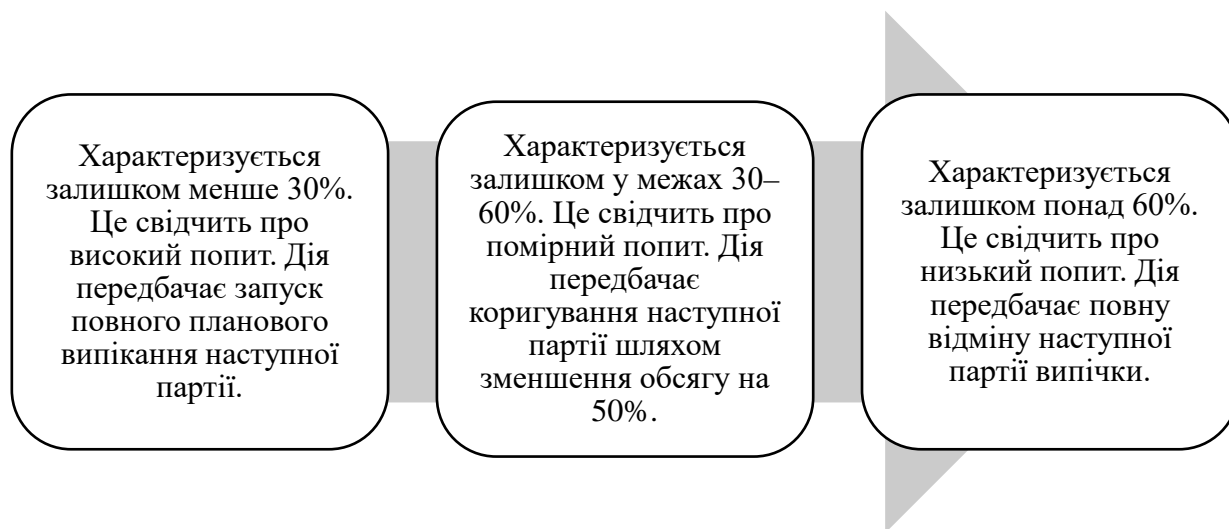 Характеризується
залишком менше 30%.
Це свідчить про
високий попит. Дія
передбачає запуск
повного планового
випікання наступної
партії.
Характеризується
залишком у межах 30–
60%. Це свідчить про
помірний попит. Дія
передбачає
коригування наступної
партії шляхом
зменшення обсягу на
50%.
Характеризується
залишком понад 60%.
Це свідчить про
низький попит. Дія
передбачає повну
відміну наступної
партії випічки.